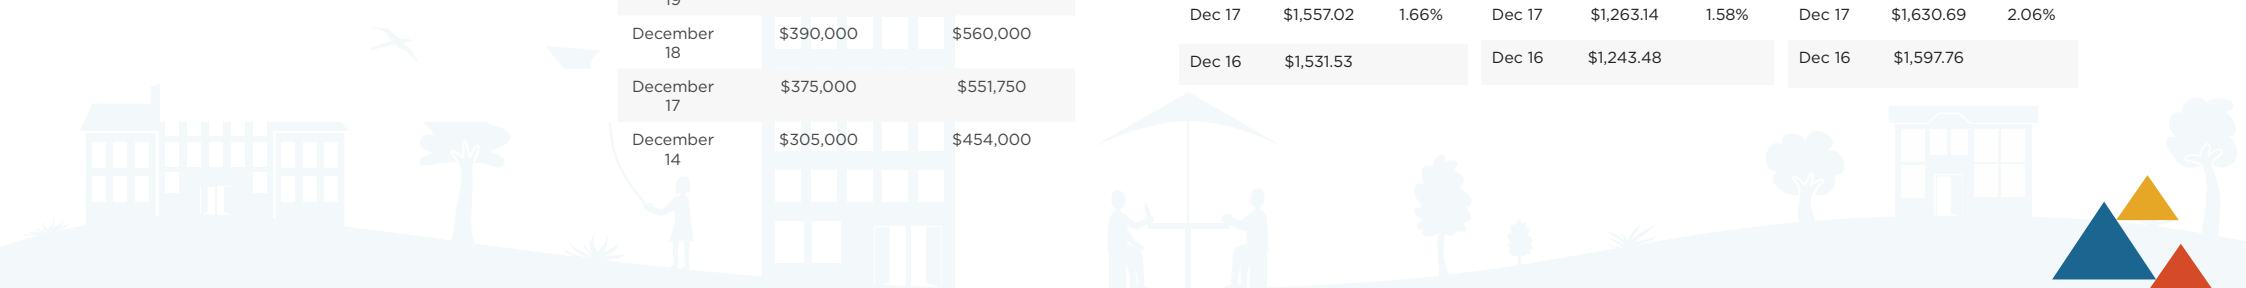 19
December $390,000 $560,000
18
December $375,000 $551,750
17
December $305,000 $454,000
14
Dec 17 $1,557.02 1.66%
Dec 16 $1,531.53
Dec 17 $1,263.14 1.58%
Dec 16 $1,243.48
Dec 17 $1,630.69 2.06%
Dec 16 $1,597.76